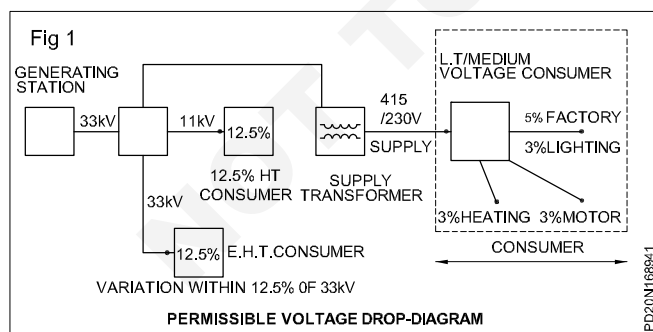 Fig 1
GENERATING
STATION
33kV
11kV
12.5%
12.5% HT
CONSUMER
33kV
12.5%
E.H.T.CONSUMER
VARIATION WITHIN 12.5% 0F 33kV
SUPPLY
TRANSFORMER
415
/230V
SUPPLY
L.T/MEDIUM
VOLTAGE CONSUMER
5% FACTORY
3%LIGHTING
3%HEATING
3%MOTOR
CONSUMER
PERMISSIBLE VOLTAGE DROP-DIAGRAM
PD20N168941
NOT TO